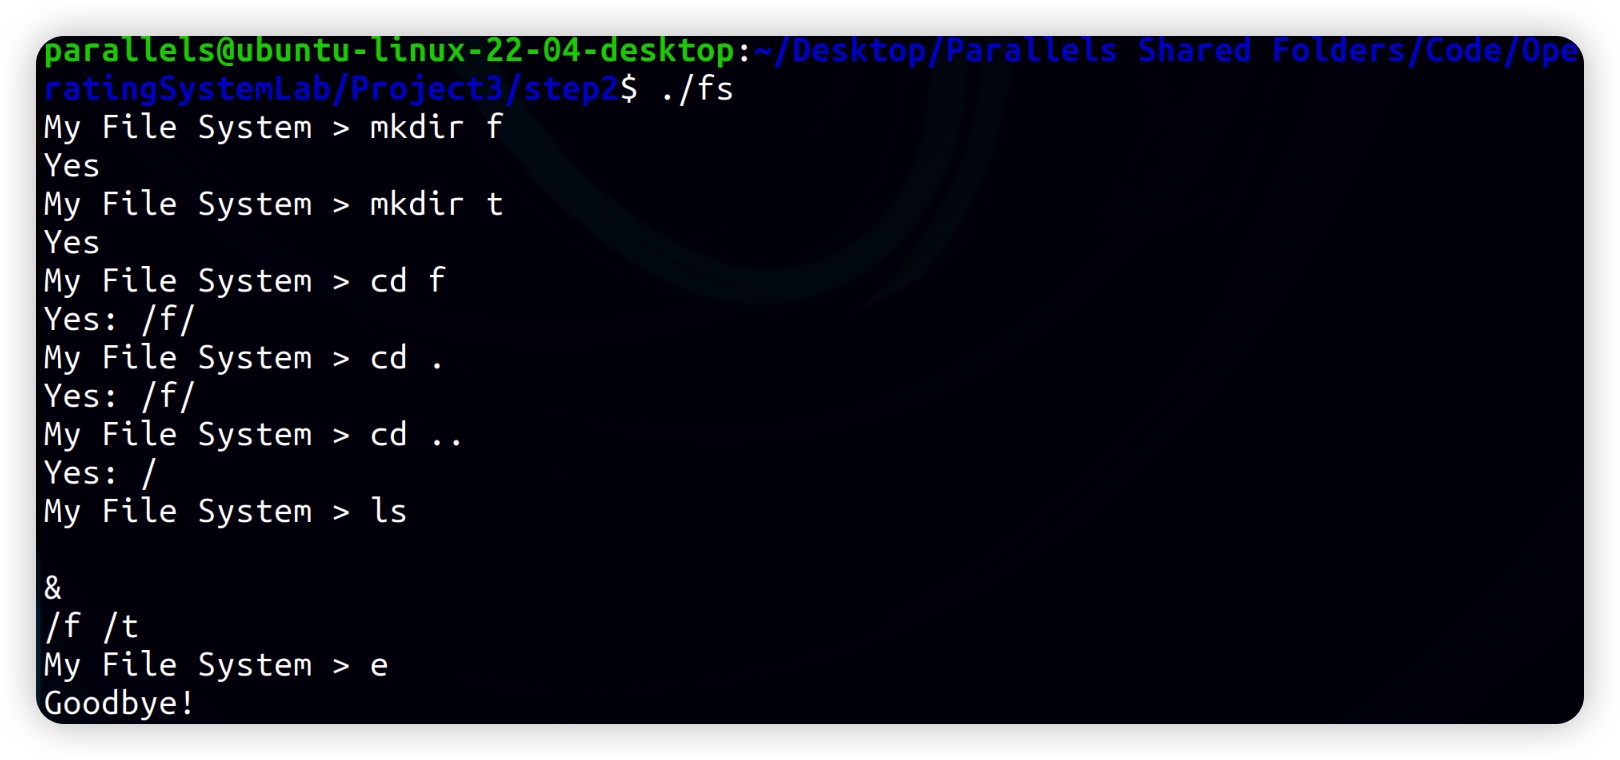 parallels@ubuntu-linux-22-04-desktop:~/Desktop/Parallels Shared Folders/Code/Ope
ratingSystemLab/Project3/step2$ ./fs
My File System > mkdir f
Yes
My File System > mkdir t
Yes
My File System > cd f
Yes: /f/
My File System > cd .
Yes: /f/
My File System > cd ..
Yes: /
My File System > ls
&
/f /t
My File System > e
Goodbye!